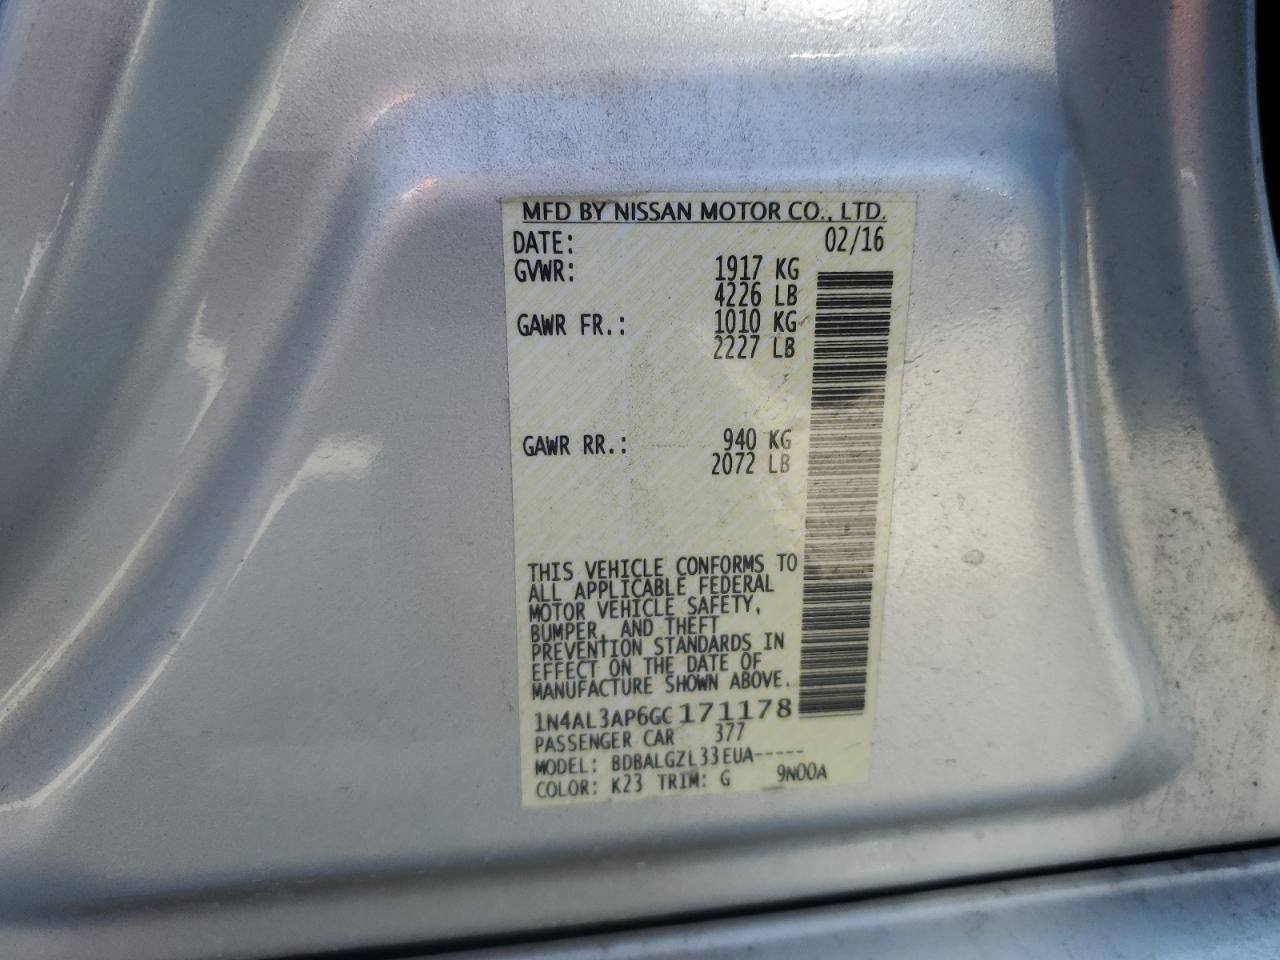 MFD BY NISSAN MOTOR CO., LTD.
DATE: 02/16
GVWR: 1917 KG
4226 LB
GAWR FR.: 1010 KG
2227 LB
GAWR RR.: 940 KG
2072 LB
THIS VEHICLE CONFORMS TO
ALL APPLICABLE FEDERAL
MOTOR VEHICLE SAFETY,
BUMPER, AND THEFT
PREVENTION STANDARDS IN
EFFECT ON THE DATE OF
MANUFACTURE SHOWN ABOVE.
1N4AL3AP6GC171178
PASSENGER CAR 377
MODEL: BDBALGZL33EUA-----
COLOR: K23 TRIM: G 9N00A